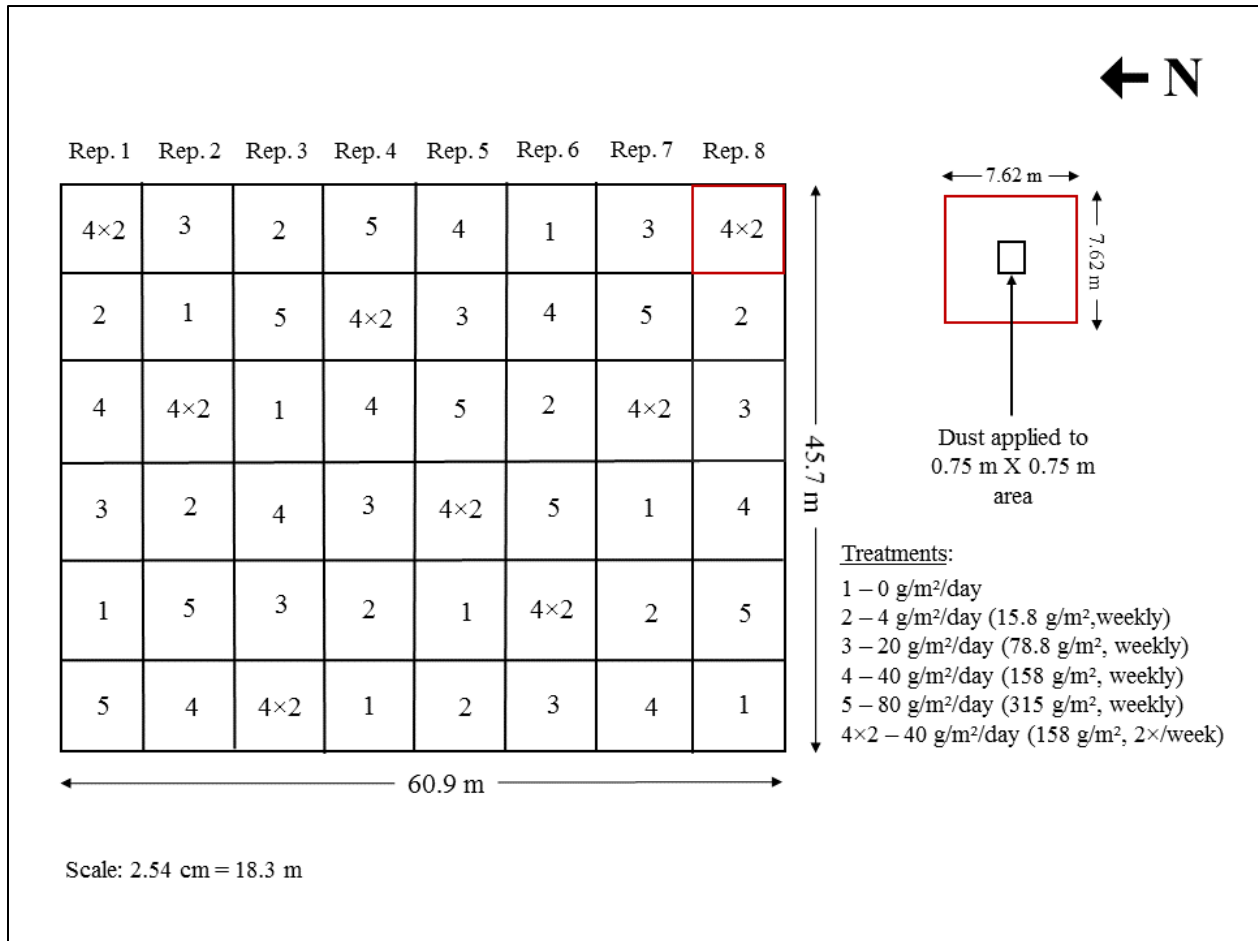 N
Rep. 1 Rep. 2 Rep. 3 Rep. 4 Rep. 5 Rep. 6 Rep. 7 Rep. 8
4×2 3 2 5 4 1 3 4×2
2 1 5 4×2 3 4 5 2
4 4×2 1 4 5 2 4×2 3
3 2 4 3 4×2 5 1 4
1 5 3 2 1 4×2 2 5
5 4 4×2 1 2 3 4 1
45.7 m
60.9 m
Scale: 2.54 cm = 18.3 m
7.62 m
7.62 m
Dust applied to
0.75 m X 0.75 m
area
Treatments:
1 – 0 g/m²/day
2 – 4 g/m²/day (15.8 g/m²,weekly)
3 – 20 g/m²/day (78.8 g/m², weekly)
4 – 40 g/m²/day (158 g/m², weekly)
5 – 80 g/m²/day (315 g/m², weekly)
4×2 – 40 g/m²/day (158 g/m², 2×/week)